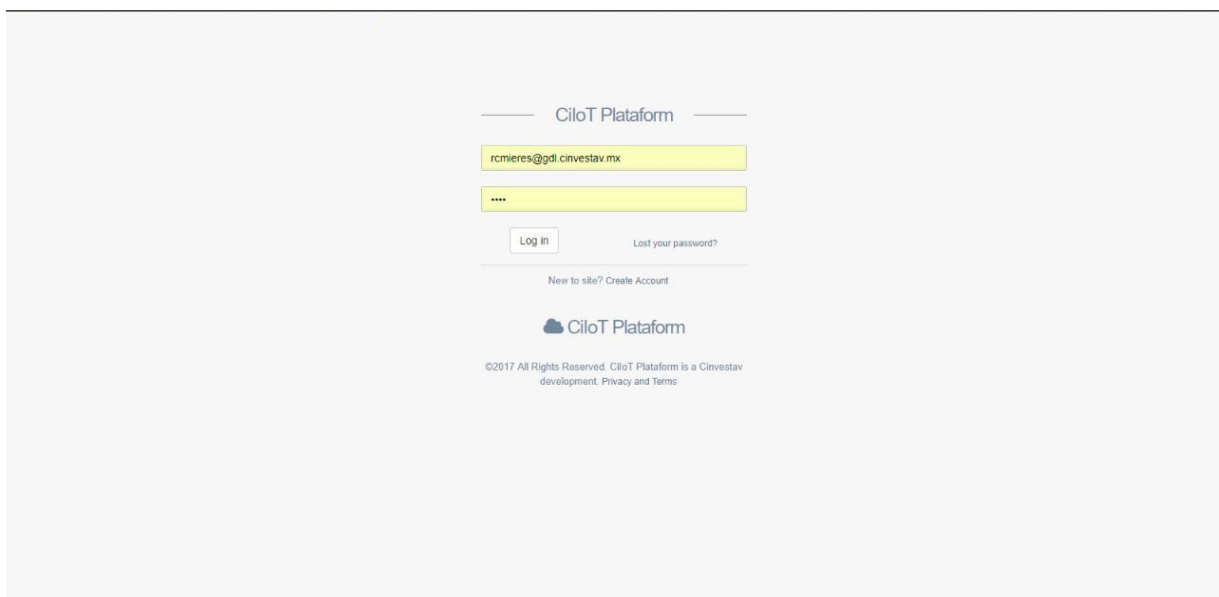 CiIoT Plataform
rcmieres@gdl.cinvestav.mx
••••
Log in
Lost your password?
New to site? Create Account
CiIoT Plataform
©2017 All Rights Reserved. CiIoT Plataform is a Cinvestav
development. Privacy and Terms